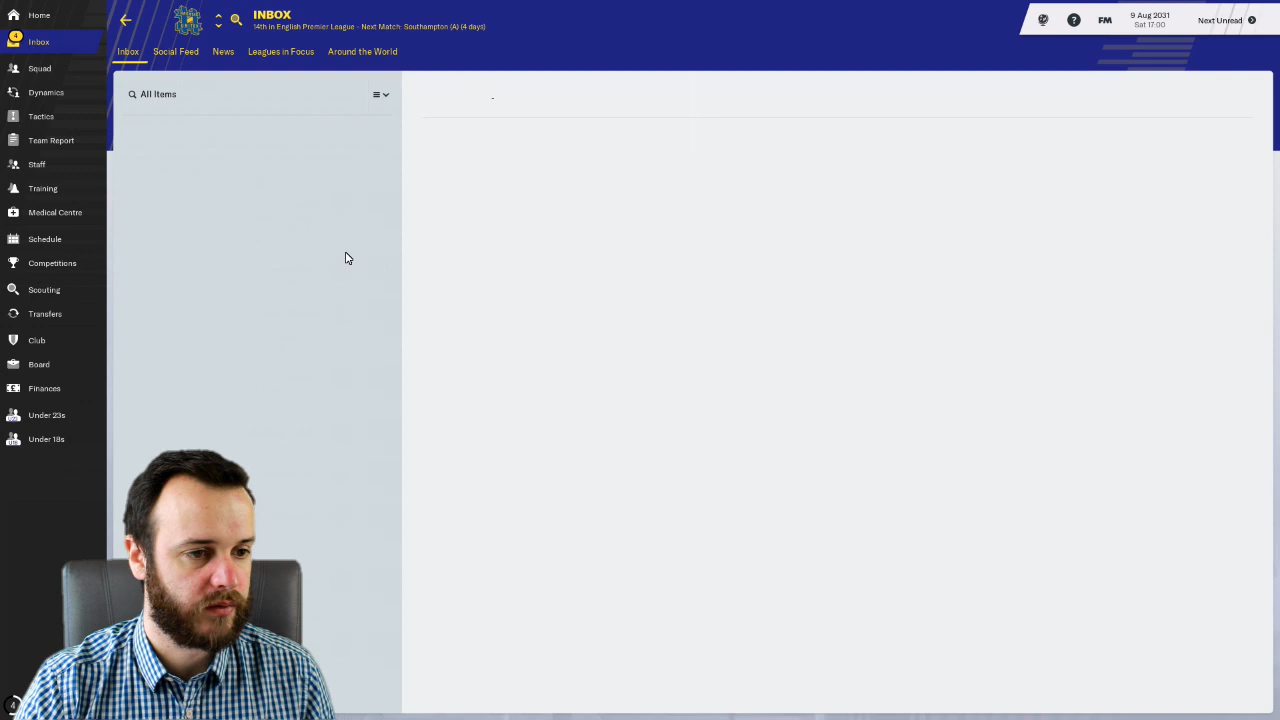 Home
4
Inbox
Squad
Dynamics
Tactics
Team Report
Staff
Training
Medical Centre
Schedule
Competitions
Scouting
Transfers
Club
Board
Finances
Under 23s
Under 18s
4
INBOX
14th in English Premier League - Next Match: Southampton (A) (4 days)
?
FM
9 Aug 2031
Sat 17:00
Next Unread
Inbox Social Feed News Leagues in Focus Around the World
All Items
-